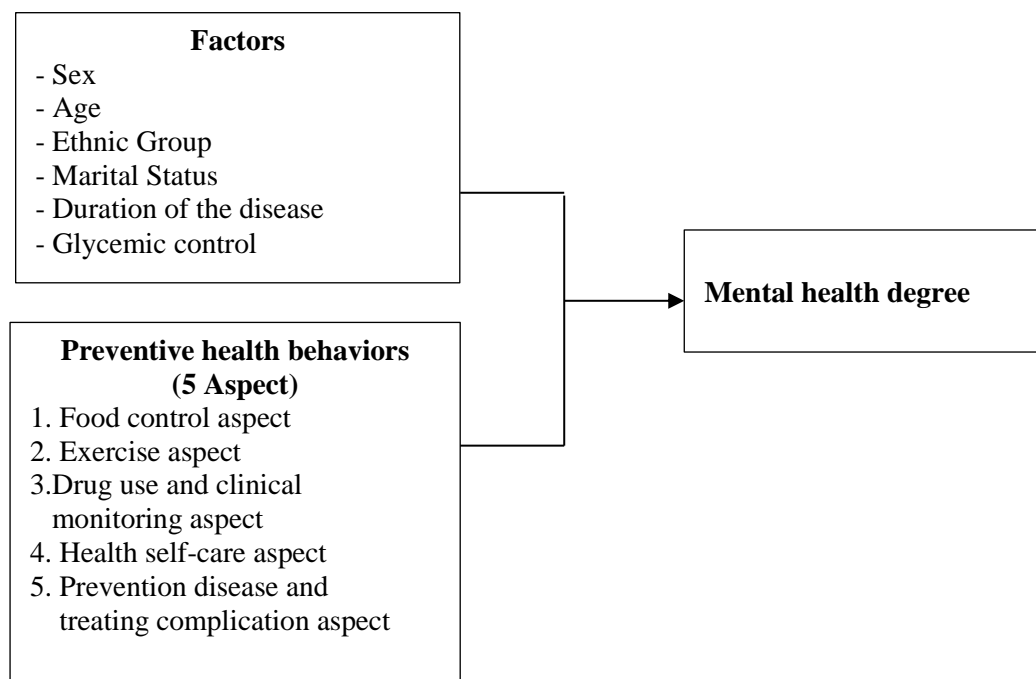 Factors
- Sex
- Age
- Ethnic Group
- Marital Status
- Duration of the disease
- Glycemic control
Mental health degree
Preventive health behaviors
(5 Aspect)
1. Food control aspect
2. Exercise aspect
3.Drug use and clinical
monitoring aspect
4. Health self-care aspect
5. Prevention disease and
treating complication aspect